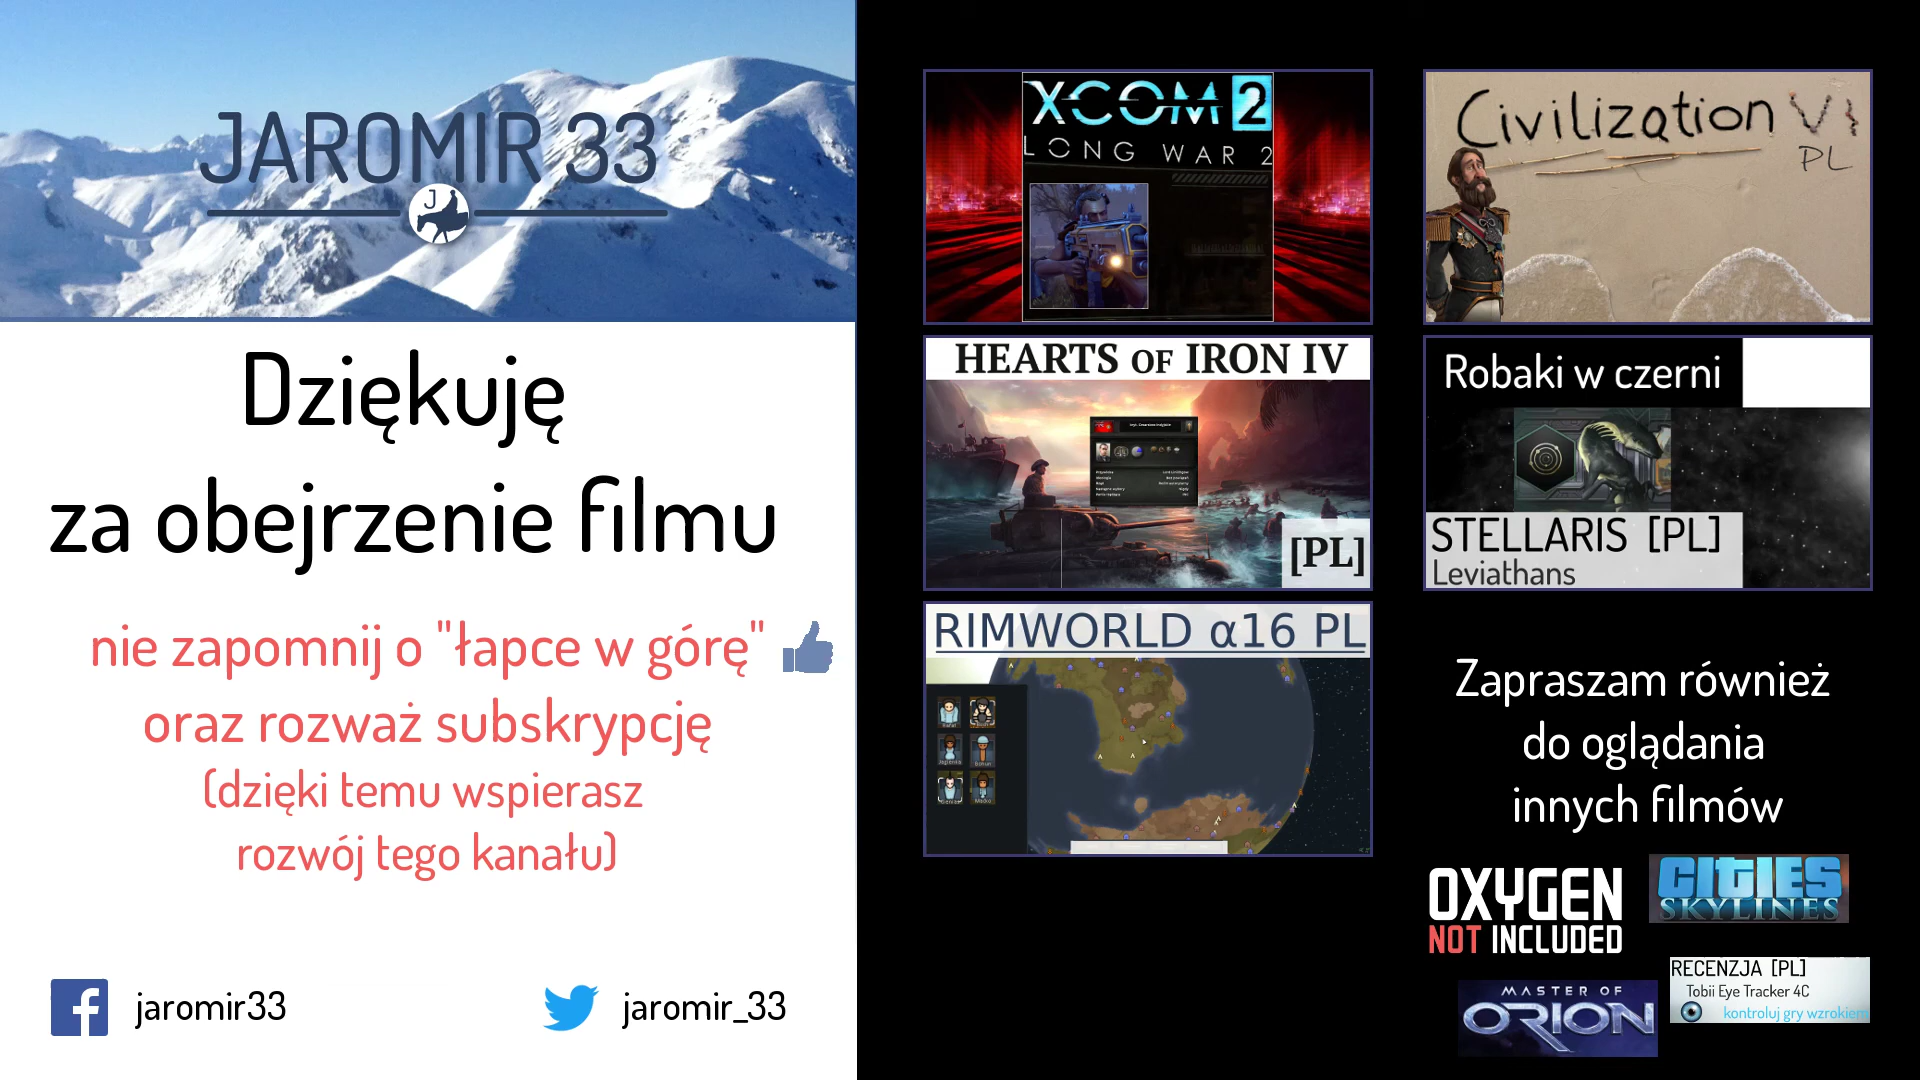 JAROMIR 33
J
Dziękuję
za obejrzenie filmu
nie zapomnij o "łapce w górę"
oraz rozważ subskrypcję
(dzięki temu wspierasz
rozwój tego kanału)
jaromir33
jaromir_33
XCOM 2
LONG WAR 2
Civilization VI
PL
HEARTS OF IRON IV
[PL]
Robaki w czerni
STELLARIS [PL]
Leviathans
RIMWORLD α16 PL
Zapraszam również
do oglądania
innych filmów
OXYGEN
NOT INCLUDED
CITIES
SKYLINES
RECENZJA [PL]
Tobii Eye Tracker 4C
kontroluj gry wzrokiem
MASTER OF
ORION